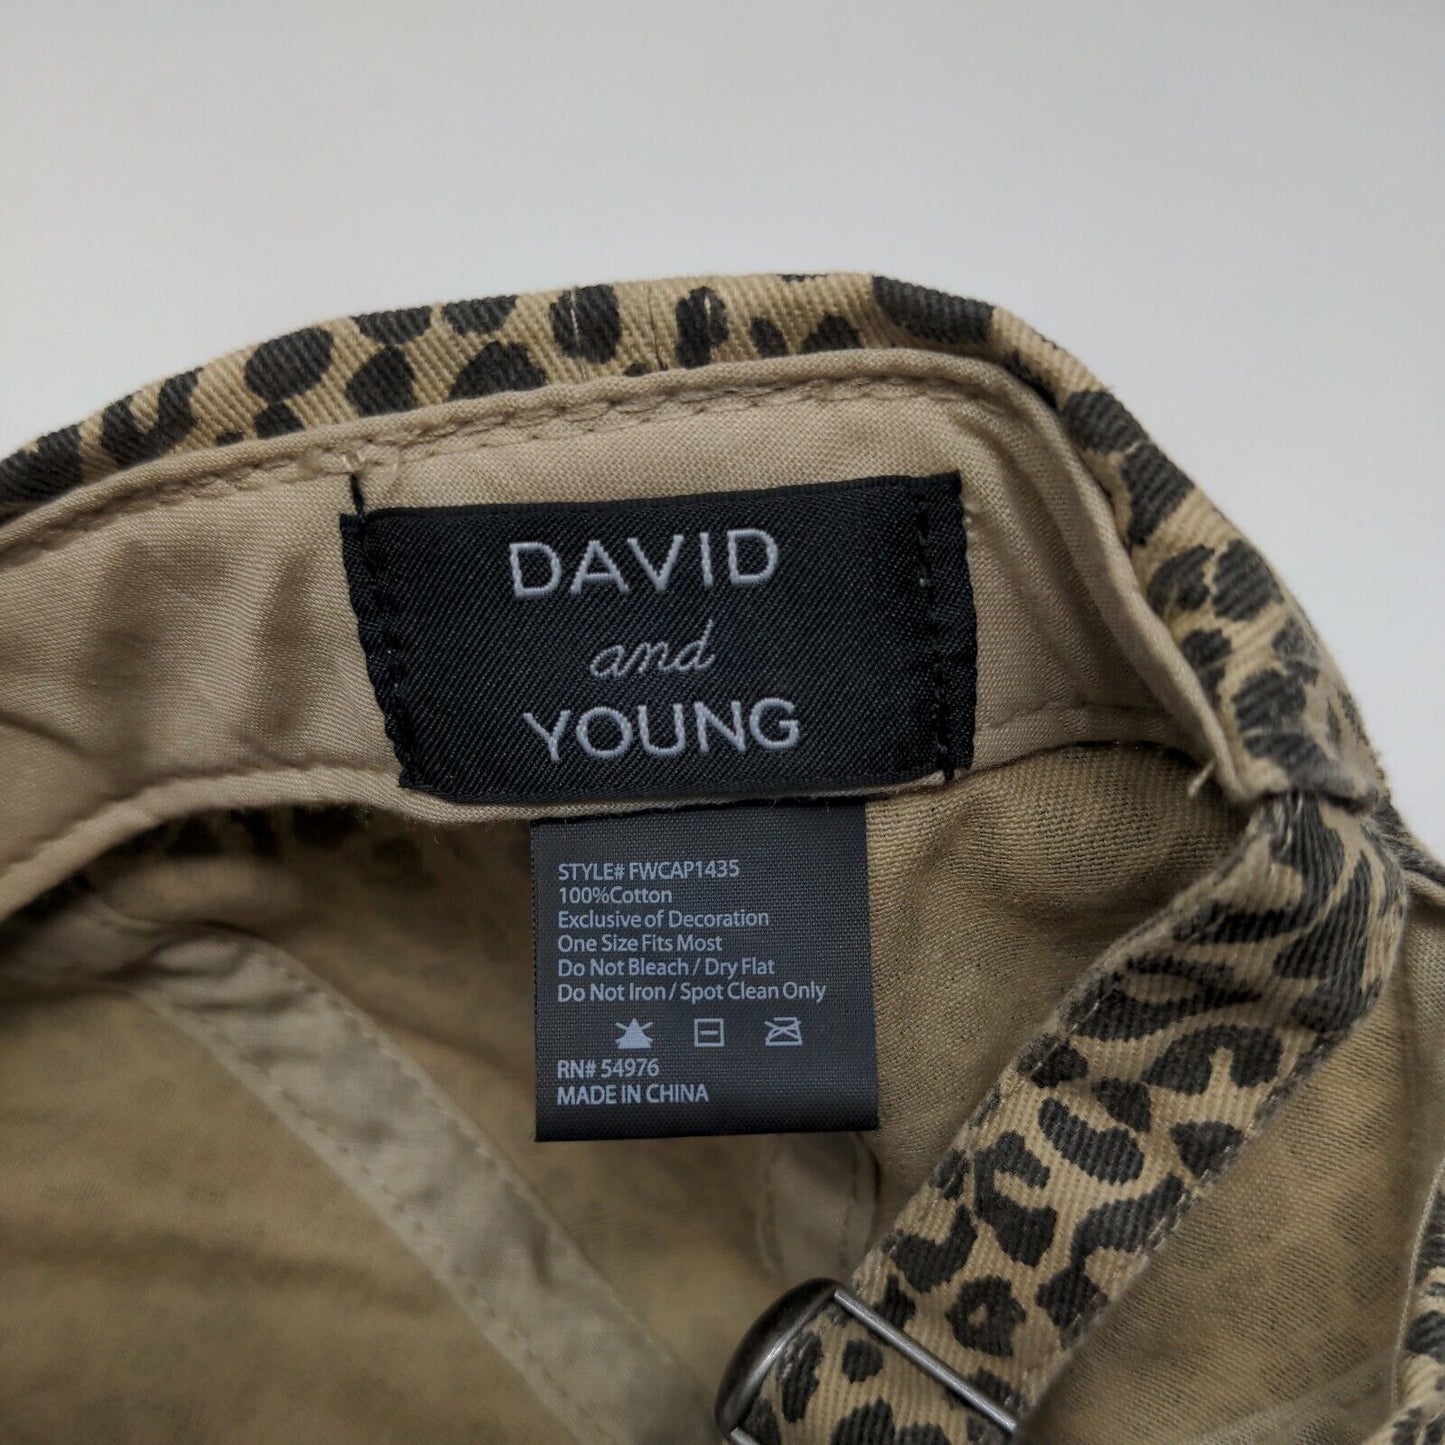 DAVID
and
YOUNG
STYLE# FWCAP1435
100%Cotton
Exclusive of Decoration
One Size Fits Most
Do Not Bleach / Dry Flat
Do Not Iron / Spot Clean Only
RN# 54976
MADE IN CHINA